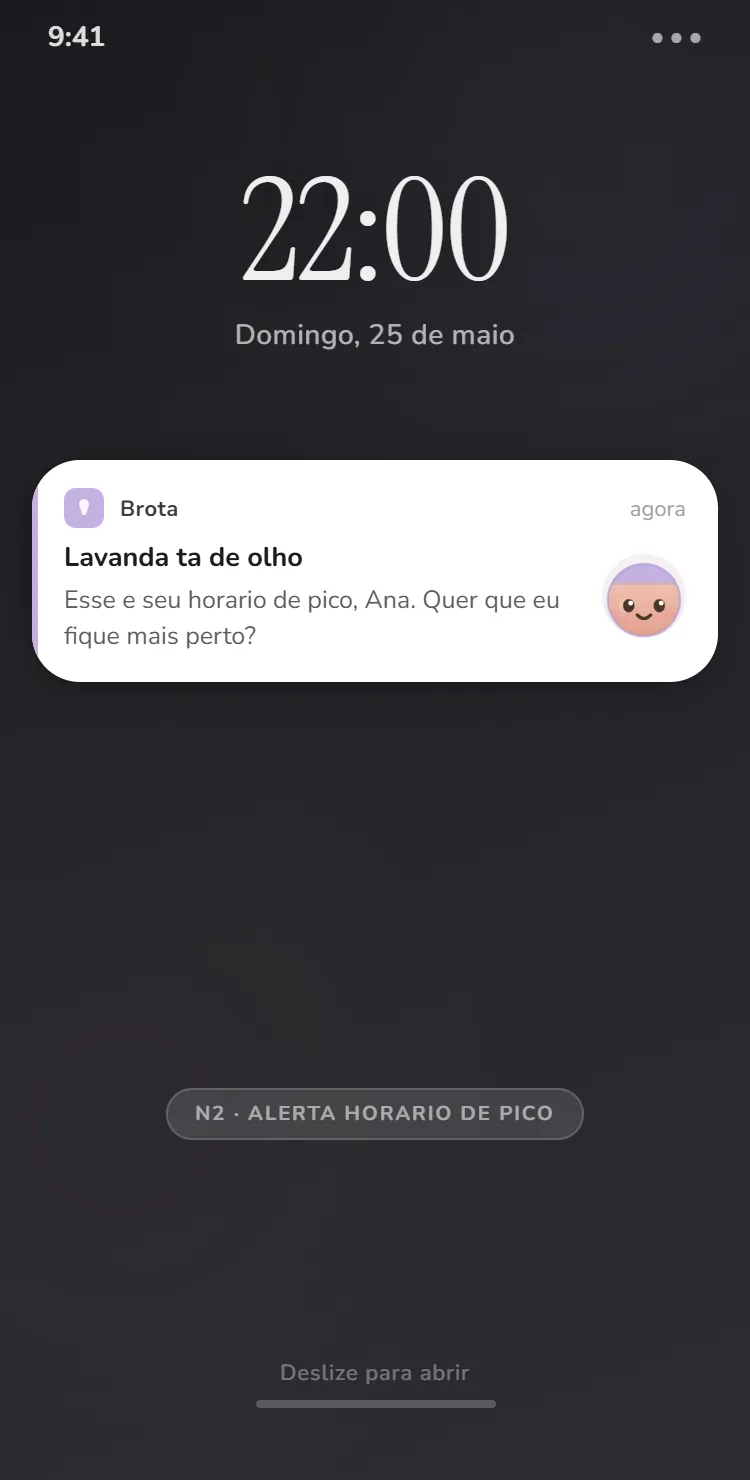 9:41
22:00
Domingo, 25 de maio
Brota
agora
Lavanda ta de olho
Esse e seu horario de pico, Ana. Quer que eu
fique mais perto?
N2 · ALERTA HORARIO DE PICO
Deslize para abrir